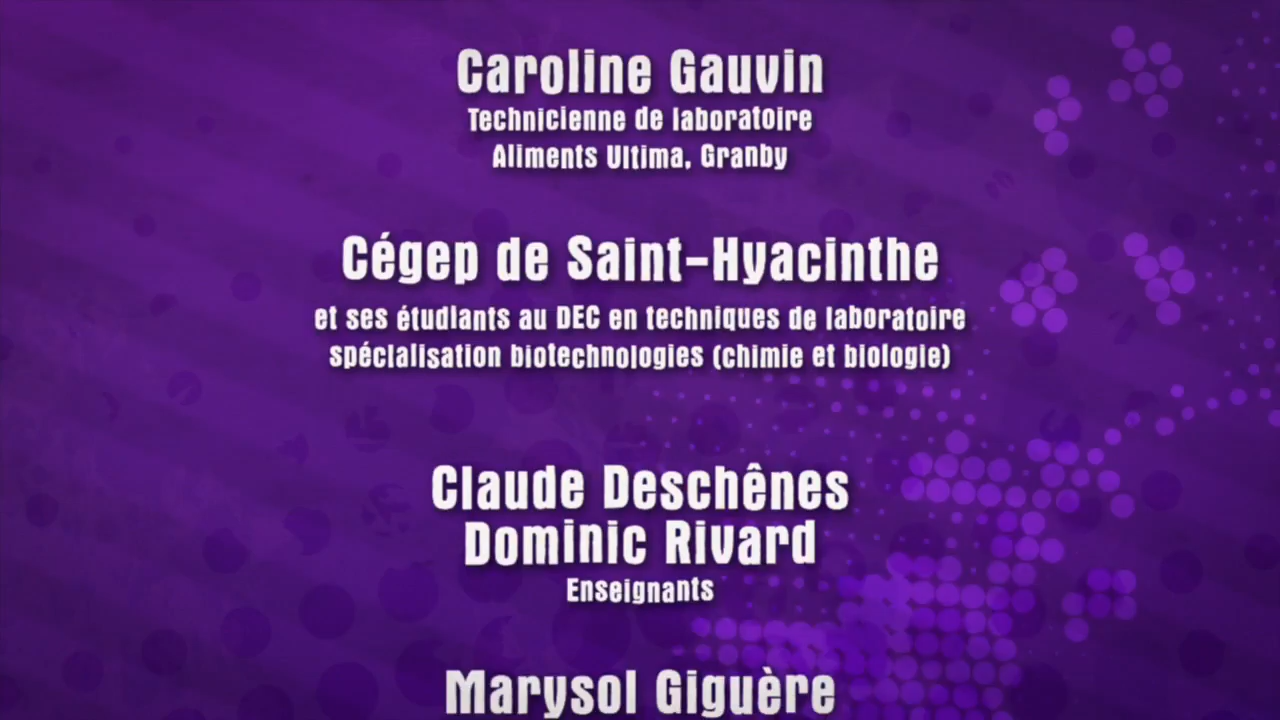 Caroline Gauvin
Technicienne de laboratoire
Aliments Ultima, Granby
Cégep de Saint-Hyacinthe
et ses étudiants au DEC en techniques de laboratoire
spécialisation biotechnologies (chimie et biologie)
Claude Deschênes
Dominic Rivard
Enseignants
Marysol Giguère